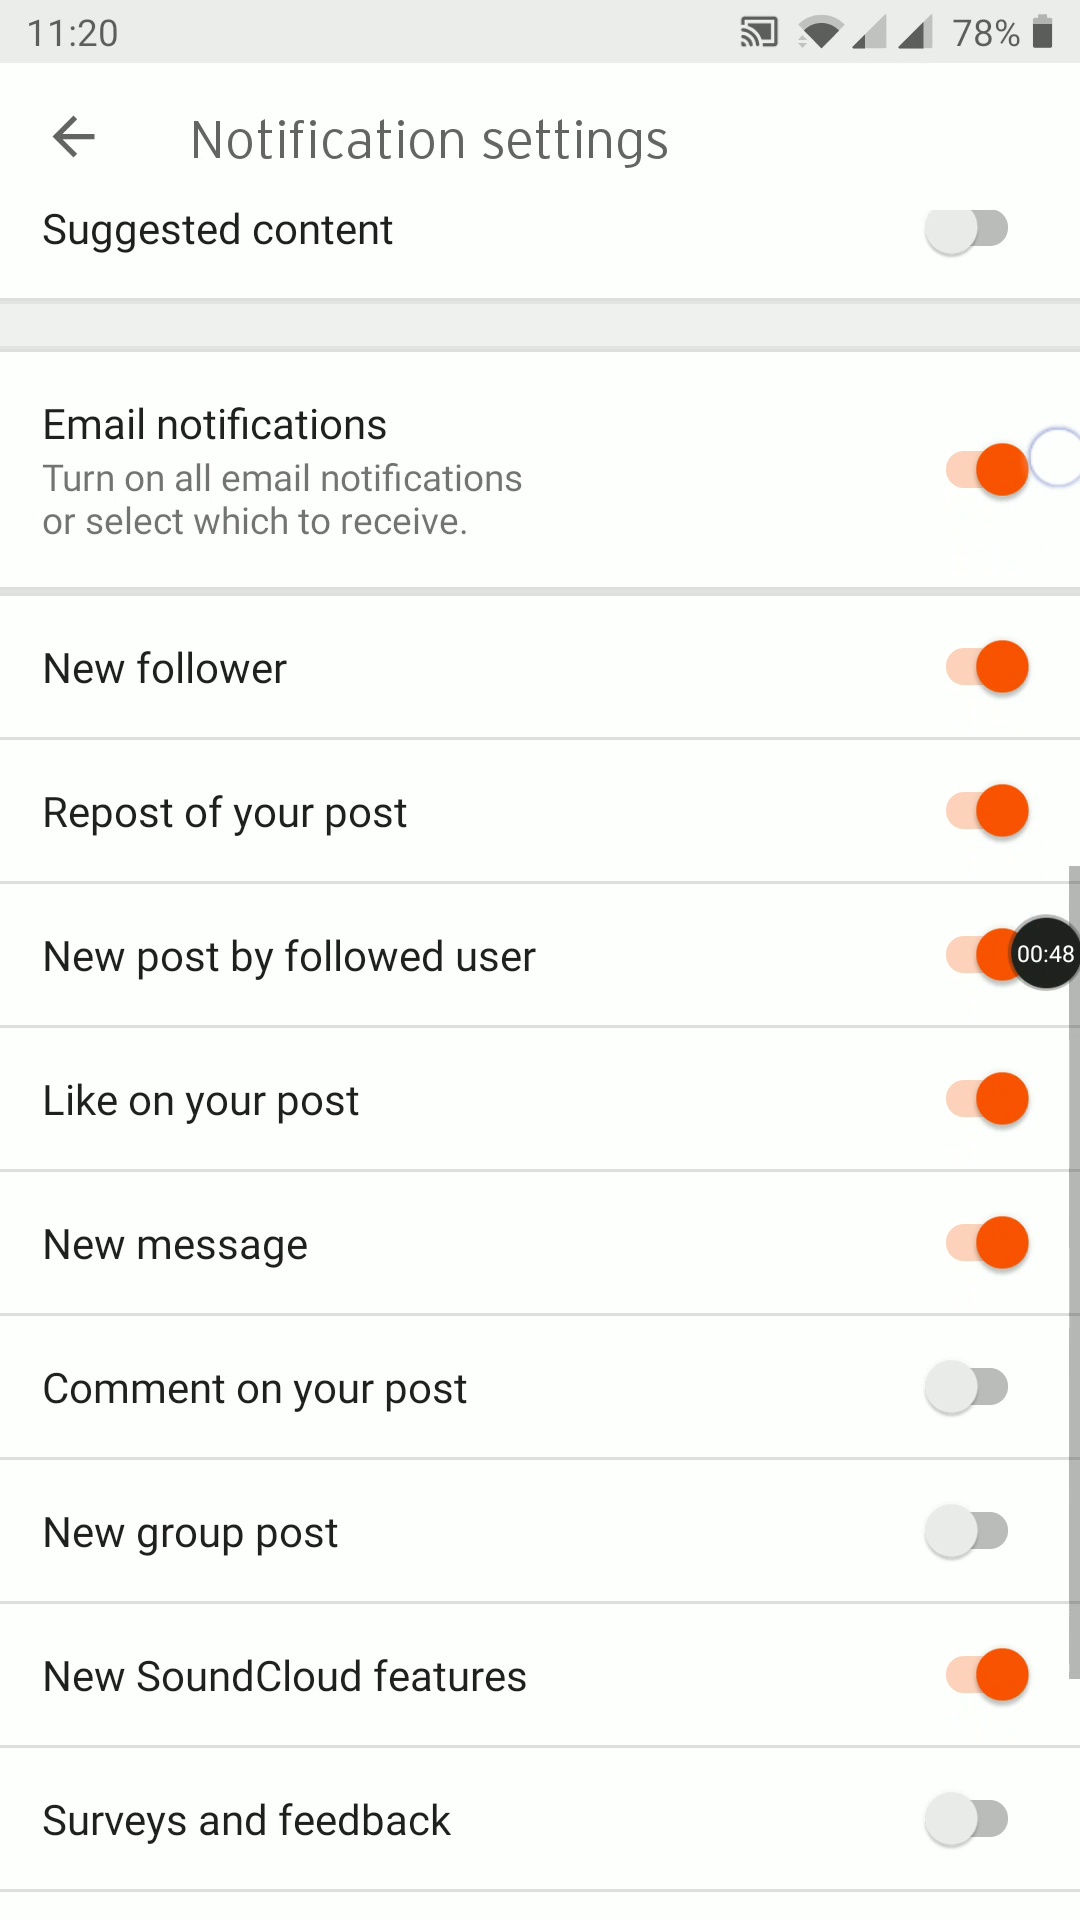 11:20
78%
Notification settings
Suggested content
Email notifications
Turn on all email notifications
or select which to receive.
New follower
Repost of your post
New post by followed user
00:48
Like on your post
New message
Comment on your post
New group post
New SoundCloud features
Surveys and feedback